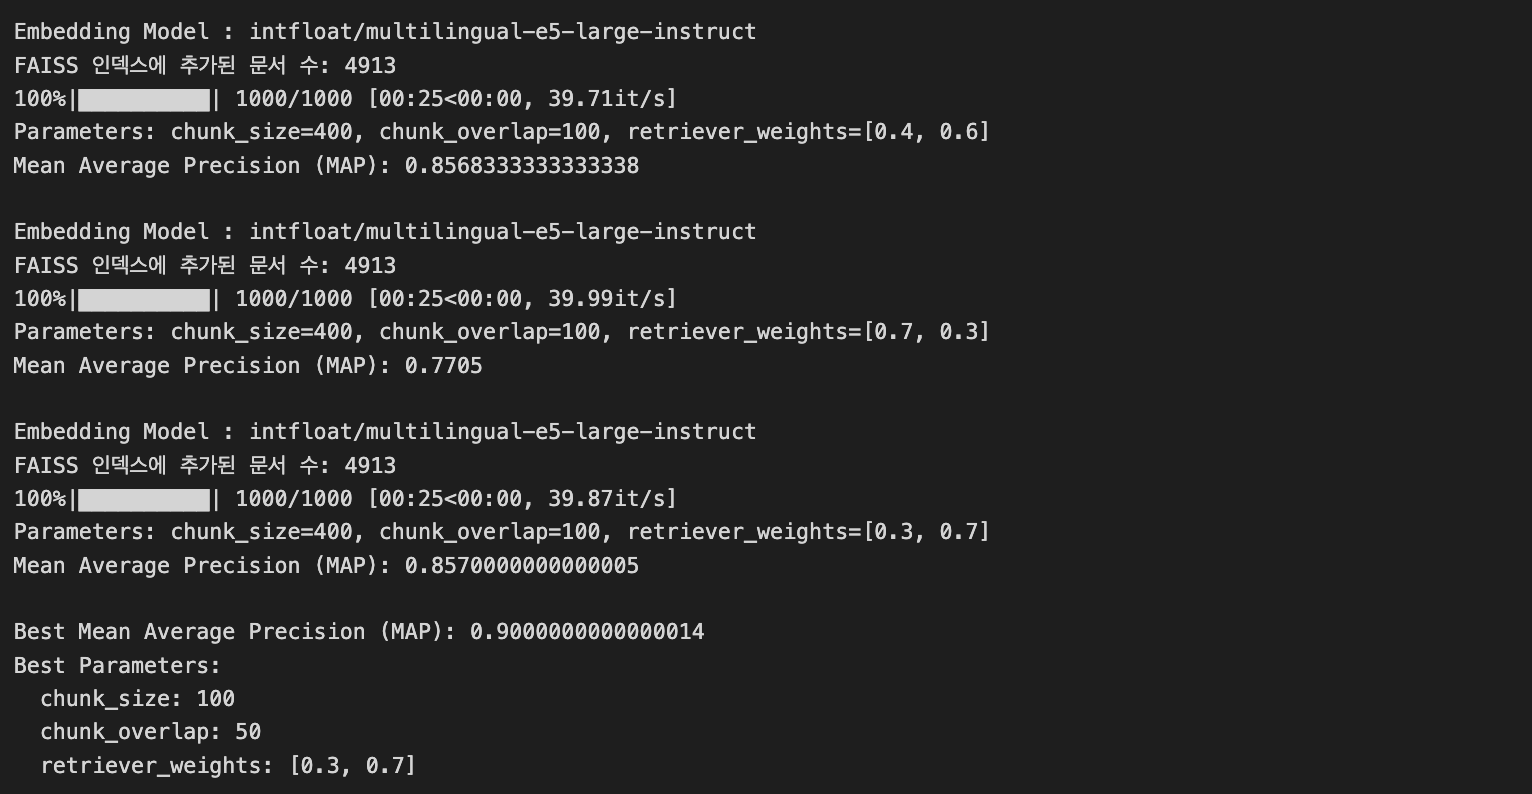 Embedding Model : intfloat/multilingual-e5-large-instruct
FAISS 인덱스에 추가된 문서 수: 4913
100%|██████████| 1000/1000 [00:25<00:00, 39.71it/s]
Parameters: chunk_size=400, chunk_overlap=100, retriever_weights=[0.4, 0.6]
Mean Average Precision (MAP): 0.8568333333333338
Embedding Model : intfloat/multilingual-e5-large-instruct
FAISS 인덱스에 추가된 문서 수: 4913
100%|██████████| 1000/1000 [00:25<00:00, 39.99it/s]
Parameters: chunk_size=400, chunk_overlap=100, retriever_weights=[0.7, 0.3]
Mean Average Precision (MAP): 0.7705
Embedding Model : intfloat/multilingual-e5-large-instruct
FAISS 인덱스에 추가된 문서 수: 4913
100%|██████████| 1000/1000 [00:25<00:00, 39.87it/s]
Parameters: chunk_size=400, chunk_overlap=100, retriever_weights=[0.3, 0.7]
Mean Average Precision (MAP): 0.8570000000000005
Best Mean Average Precision (MAP): 0.9000000000000014
Best Parameters:
  chunk_size: 100
  chunk_overlap: 50
  retriever_weights: [0.3, 0.7]